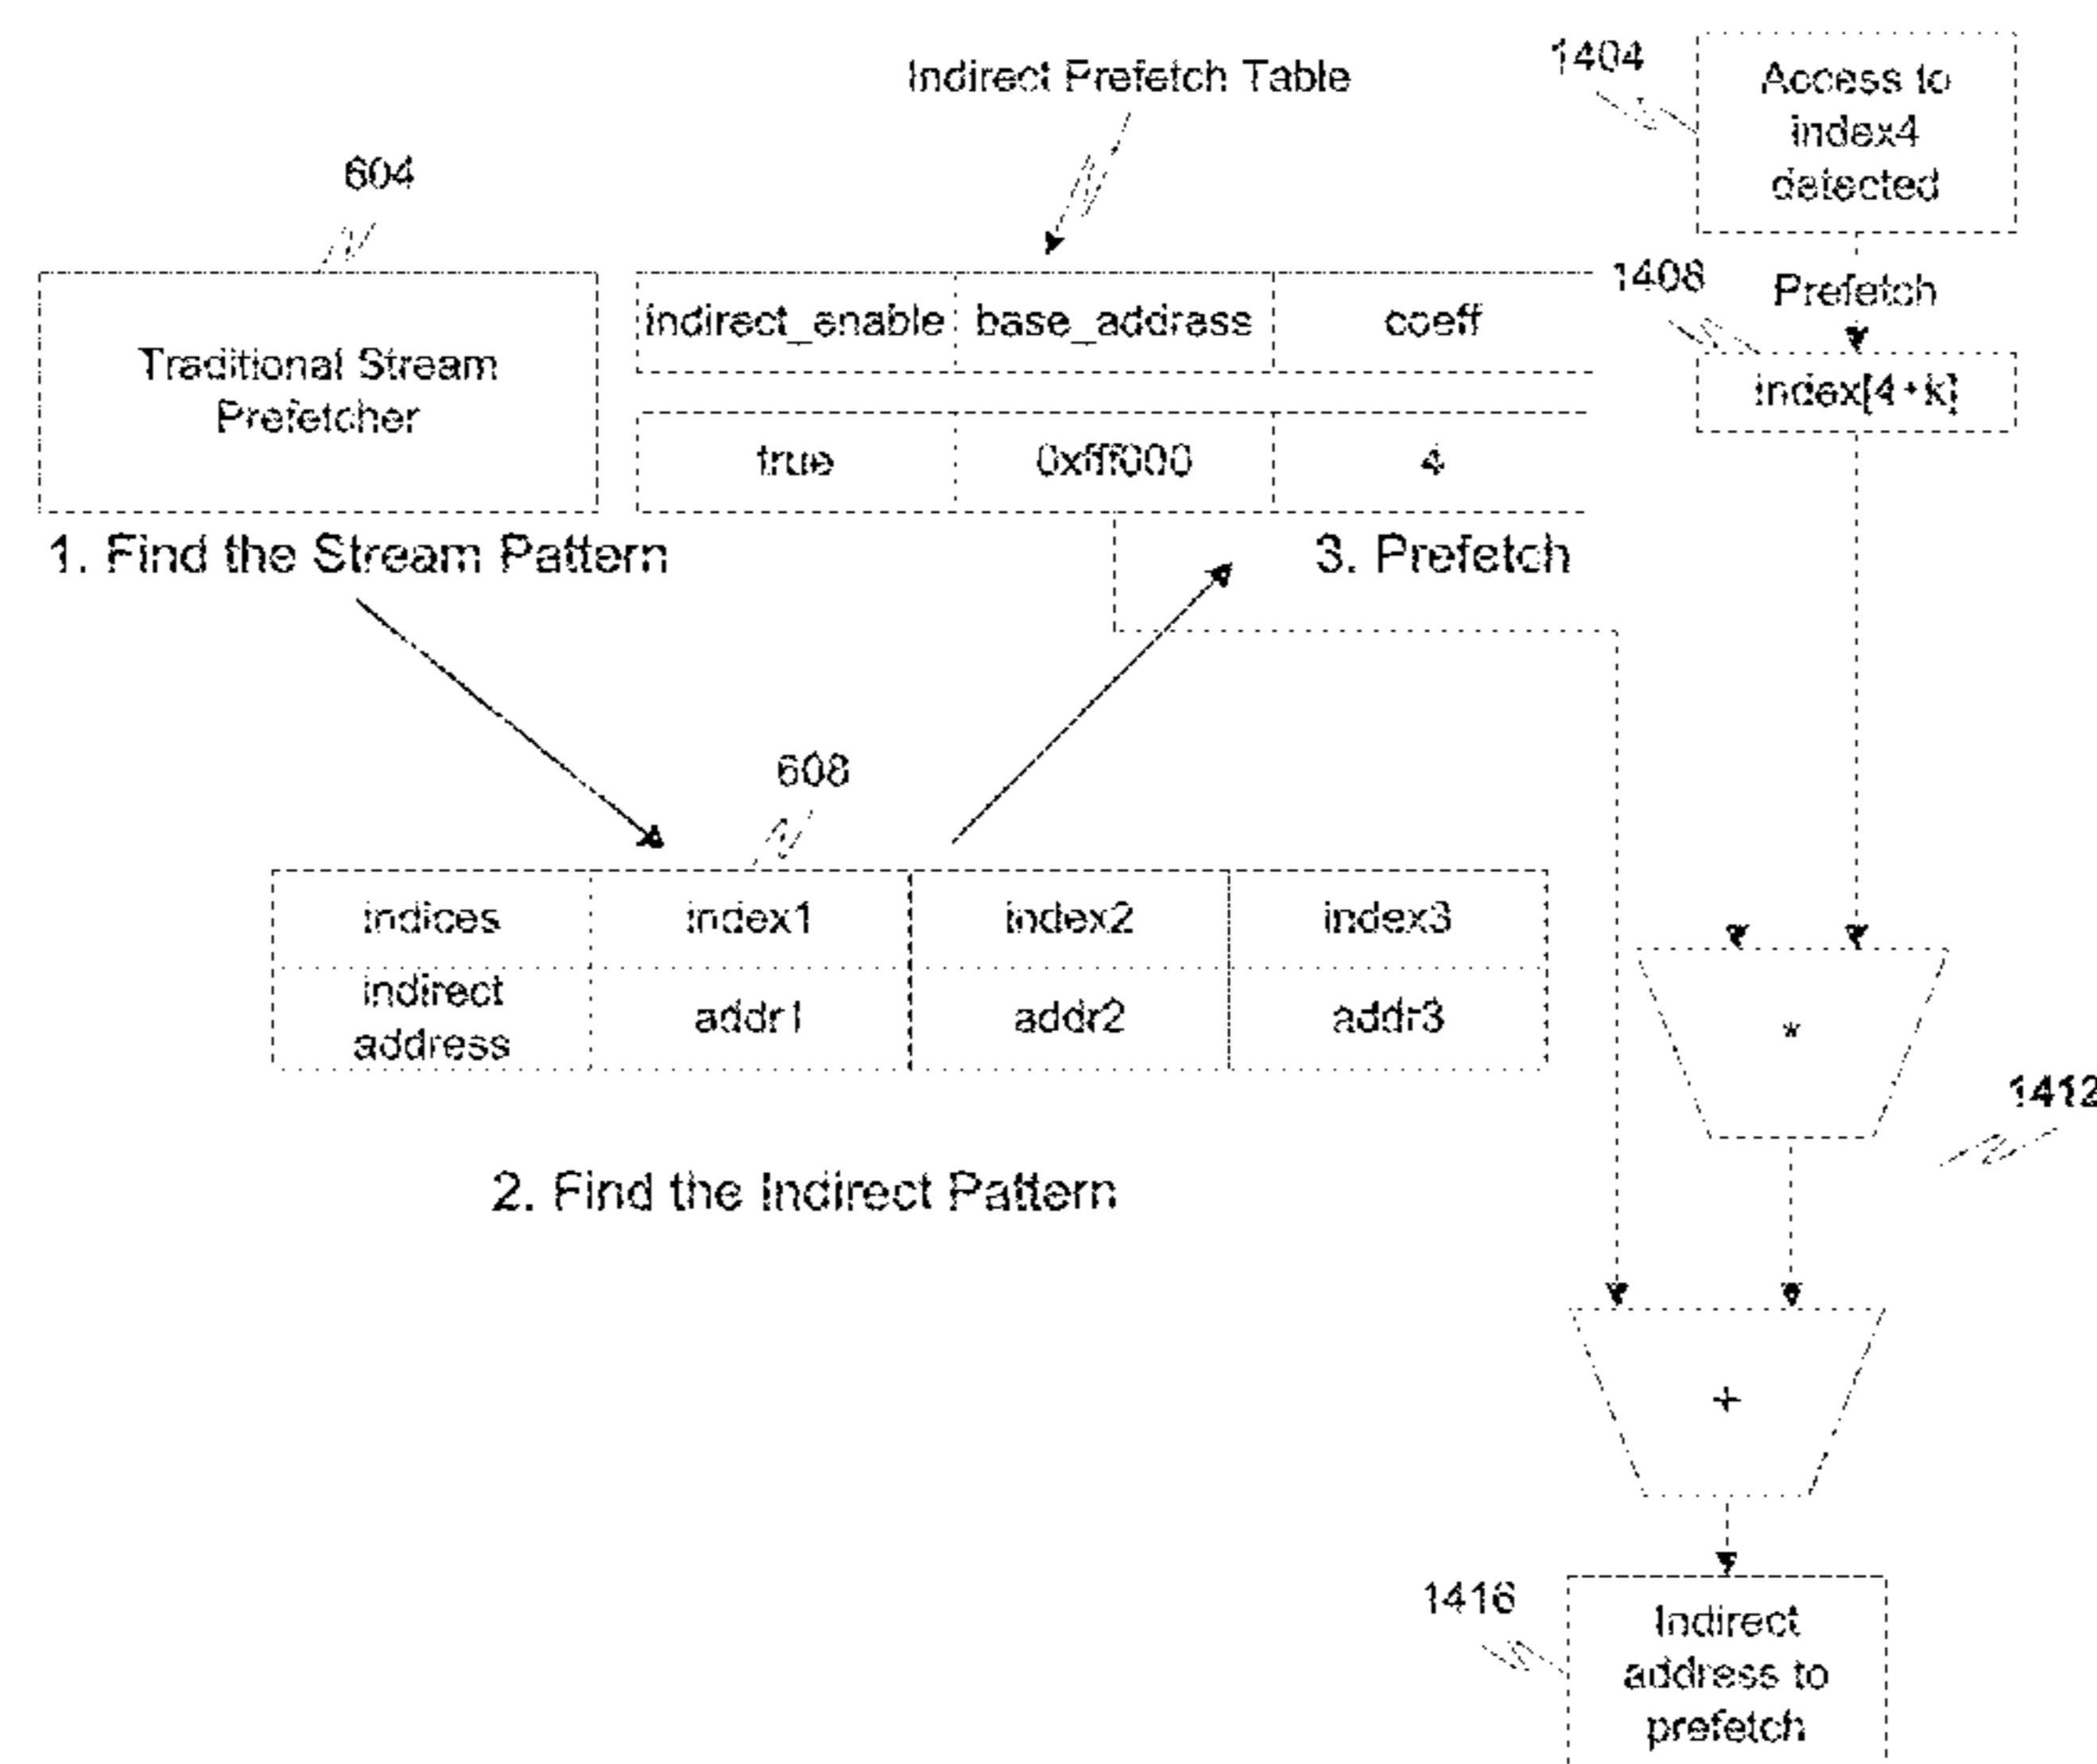 Indirect Prefetch Table
1404
Access to
index4
detected
604
1408
Prefetch
indirect_enable base_address coeff
Traditional Stream
Prefetcher
index[4+k]
true 0xfff000 4
1. Find the Stream Pattern
3. Prefetch
608
indices index1 index2 index3
indirect
address addr1 addr2 addr3
*
1412
2. Find the Indirect Pattern
+
1416
Indirect
address to
prefetch